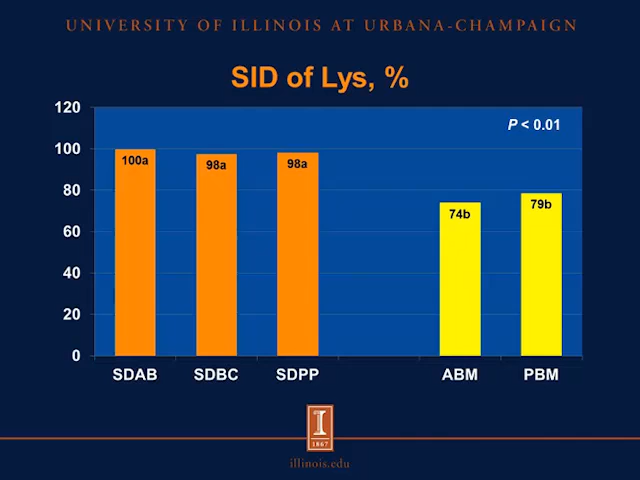 UNIVERSITY OF ILLINOIS AT URBANA-CHAMPAIGN
SID of Lys, %
P < 0.01
120
100
80
60
40
20
0
100a
98a
98a
74b
79b
SDAB SDBC SDPP ABM PBM
I
1867
illinois.edu